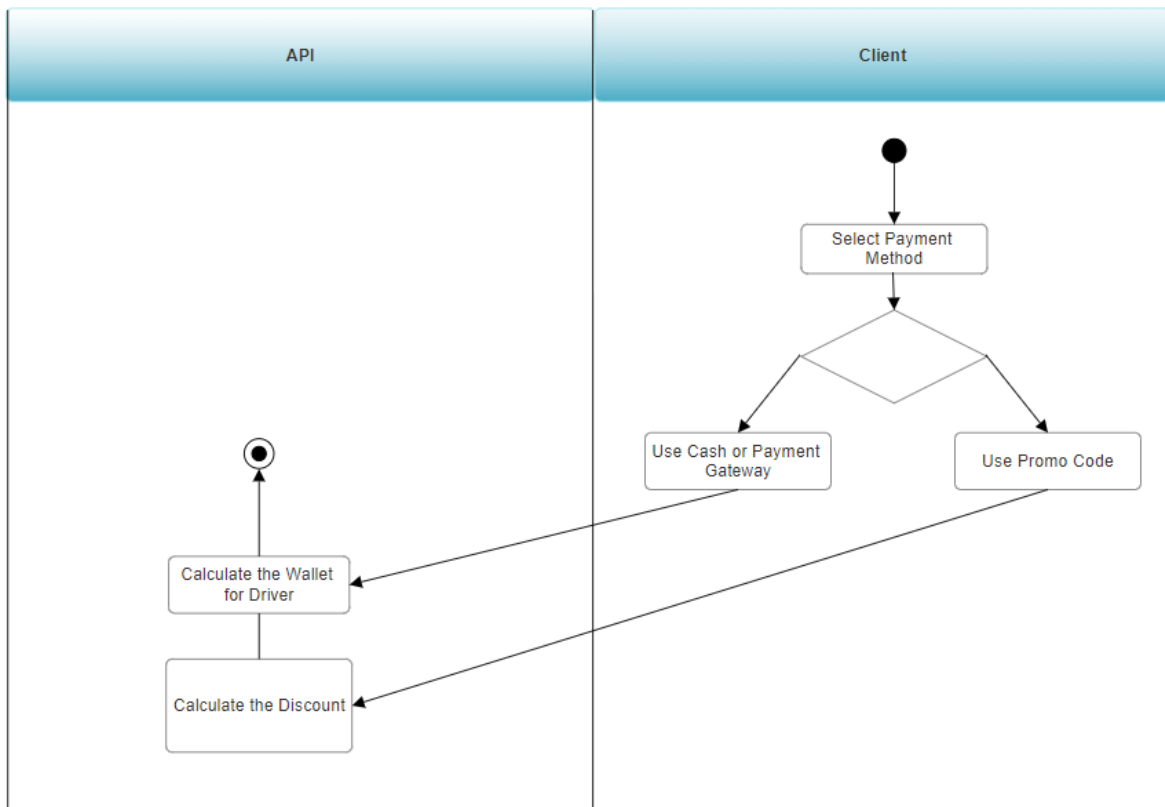 API
Client
Select Payment
Method
Use Cash or Payment
Gateway
Use Promo Code
Calculate the Wallet
for Driver
Calculate the Discount